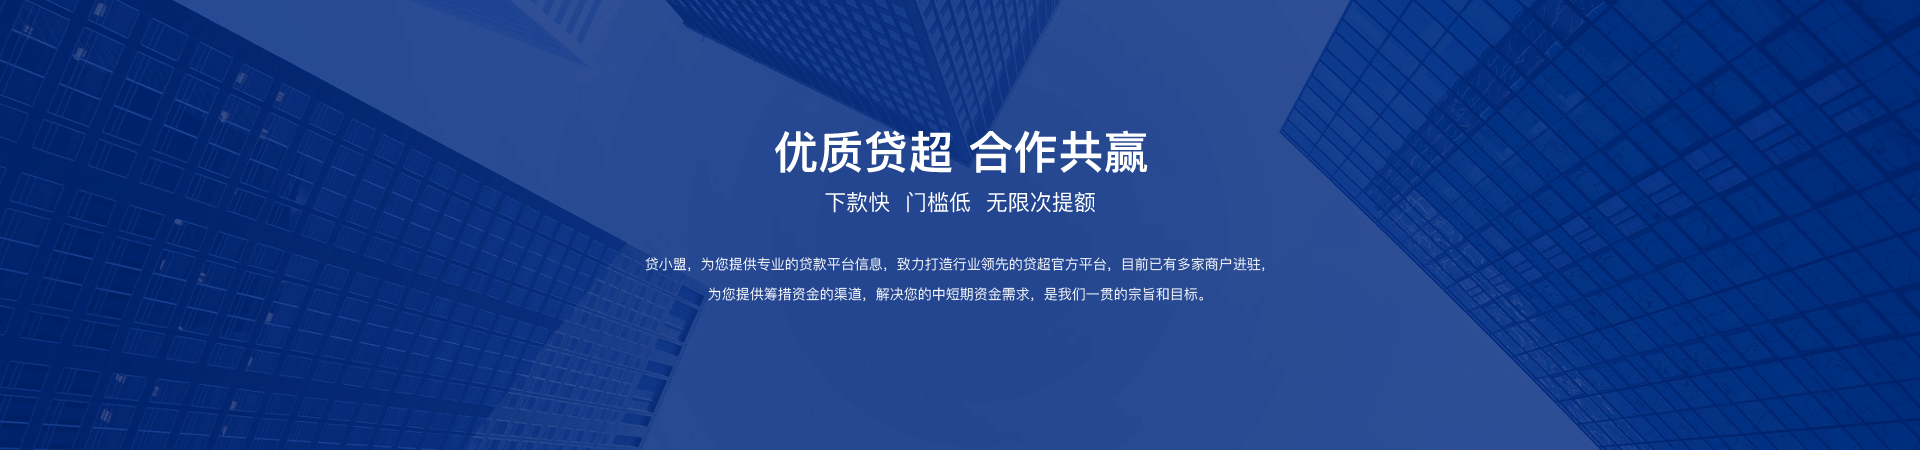 优质贷超 合作共赢
下款快 门槛低 无限次提额
贷小盟，为您提供专业的贷款平台信息，致力打造行业领先的贷超官方平台，目前已有多家商户进驻，
为您提供筹措资金的渠道，解决您的中短期资金需求，是我们一贯的宗旨和目标。